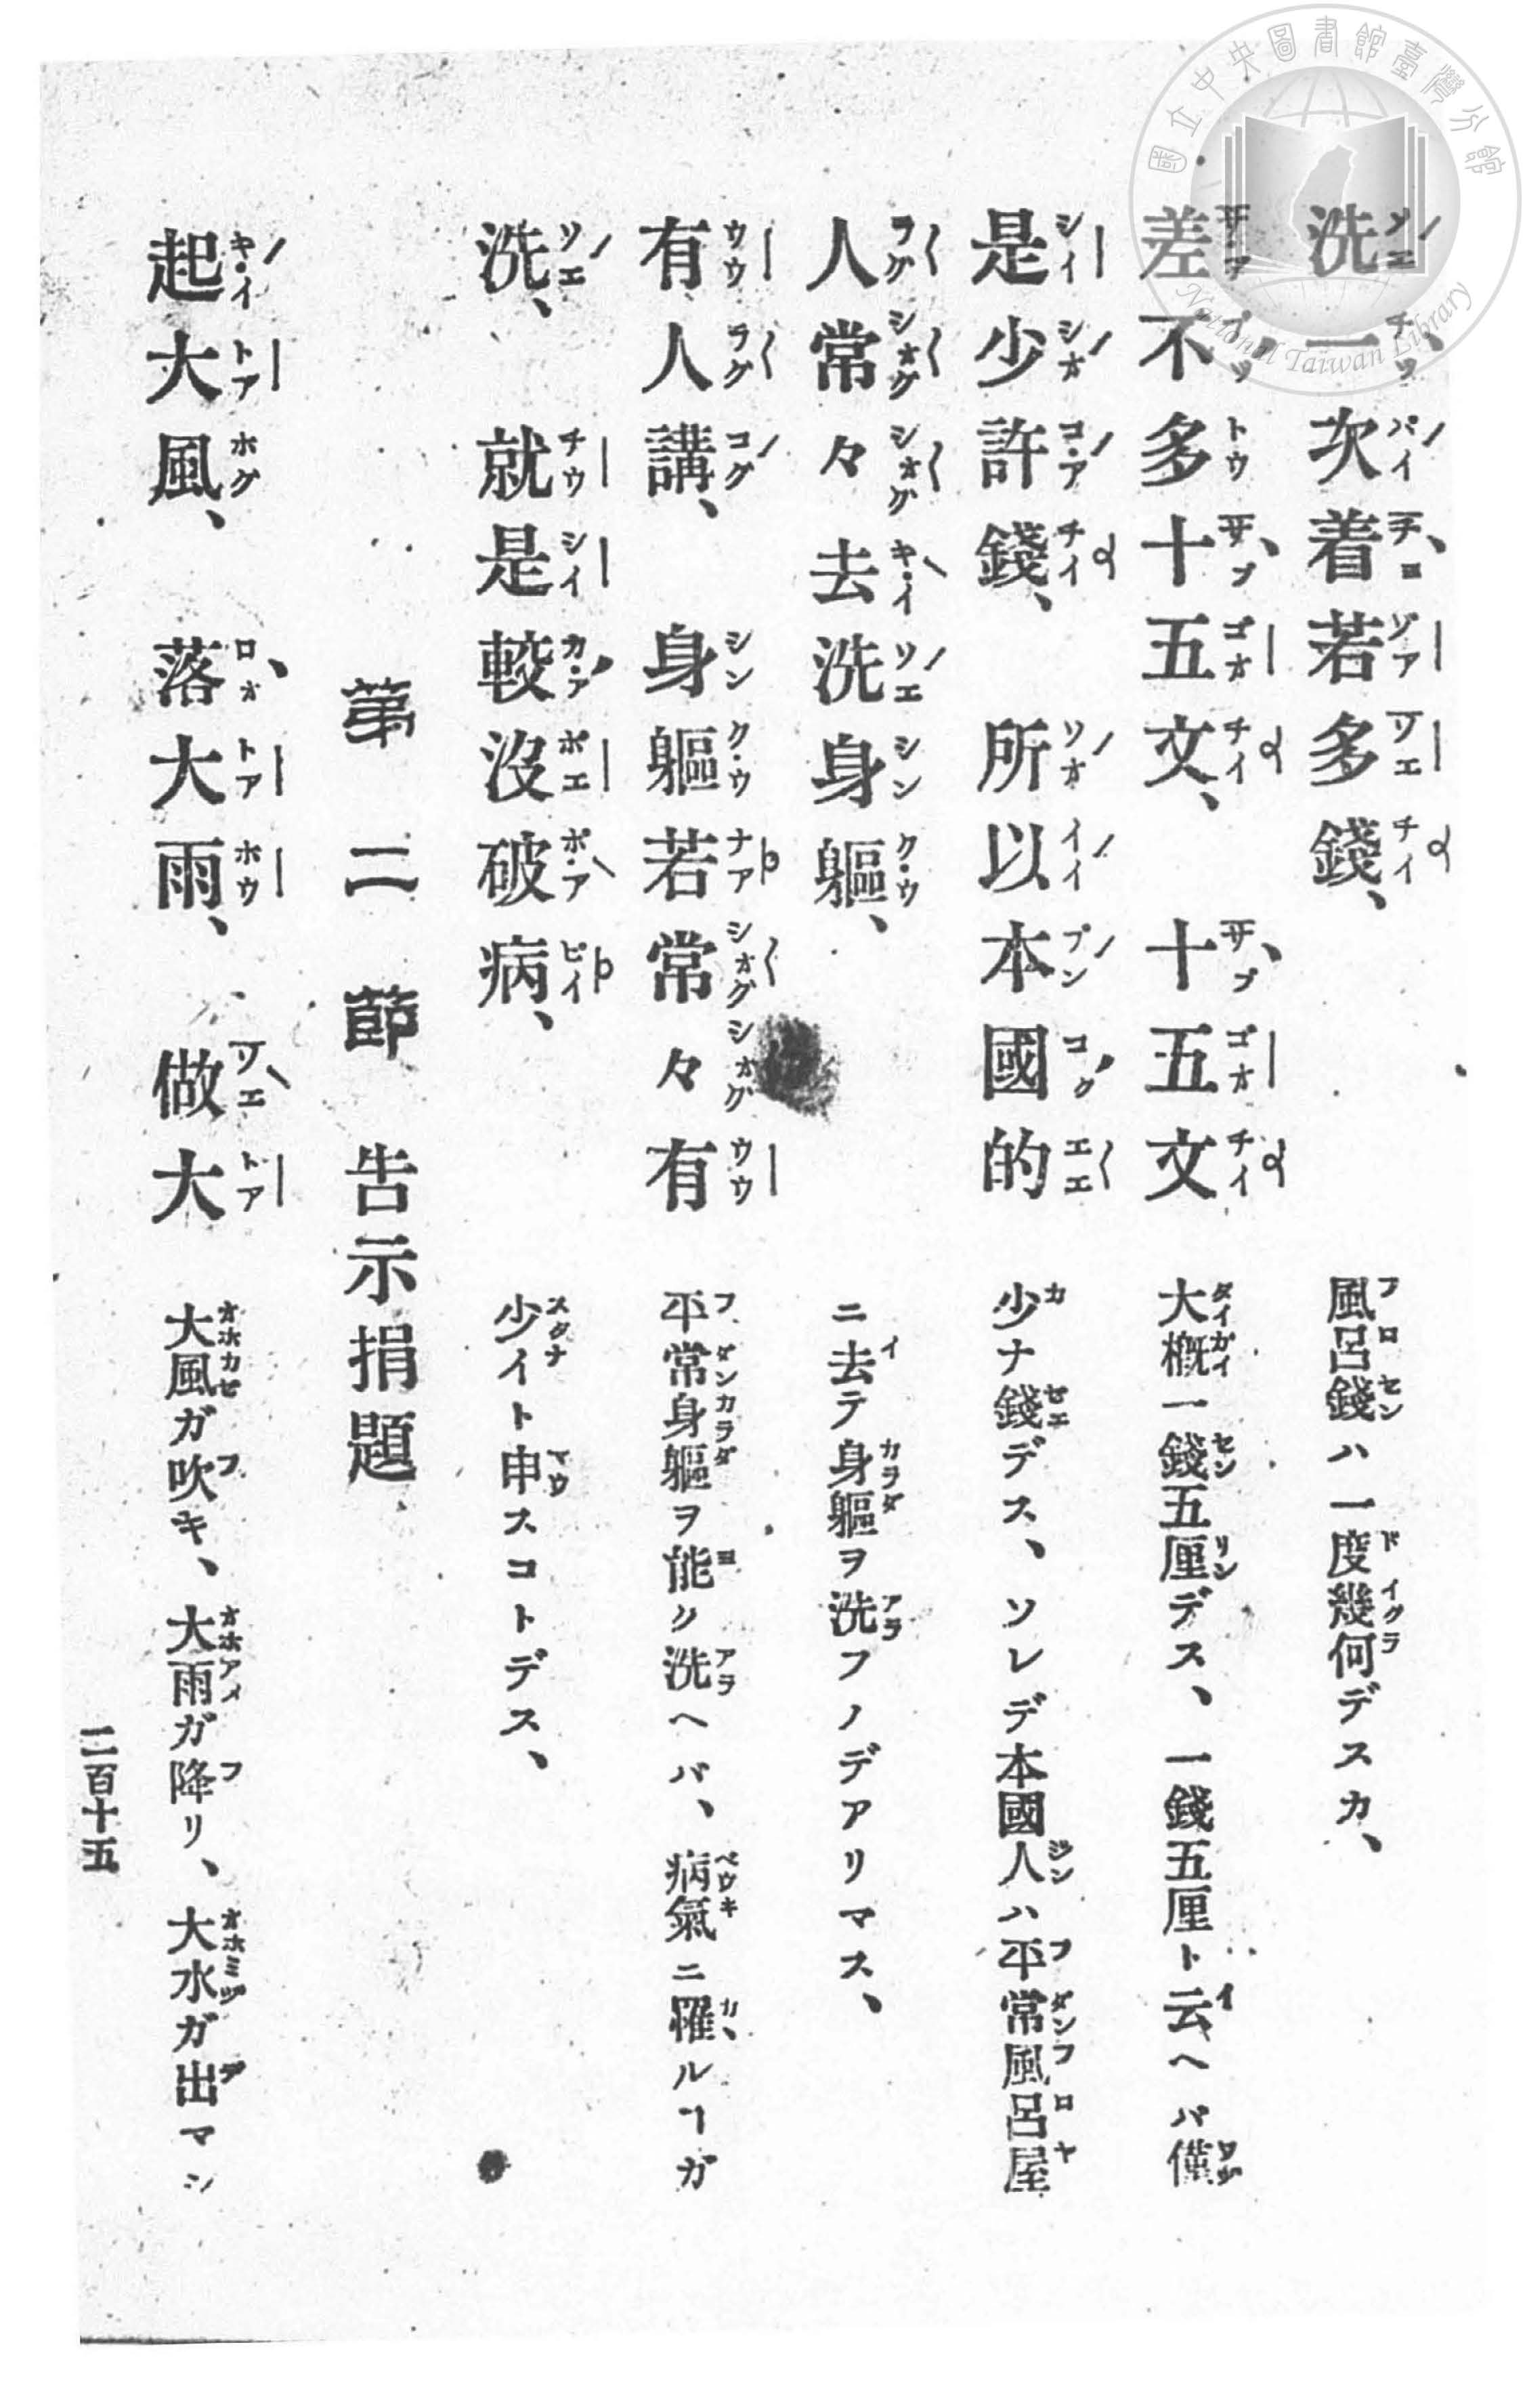 國立中央圖書館臺灣分館
National Taiwan Library
洗一次着若多錢、
風呂錢ハ一度幾何デスカ、
差不多十五文、 十五文
大概一錢五厘デス、一錢五厘ト云ヘバ僅
是少許錢、 所以本國的
少ナ錢デス、ソレデ本國人ハ平常風呂屋
人常々去洗身軀、
ニ去テ身軀ヲ洗フノデアリマス、
有人講、 身軀若常々有
平常身軀ヲ能ク洗ヘバ、病氣ニ罹ルヿガ
洗、 就是較沒破病、
少イト申スコトデス、
第二節 告示捐題
起大風、 落大雨、 做大
大風ガ吹キ、大雨ガ降リ、大水ガ出マシ
二百十五